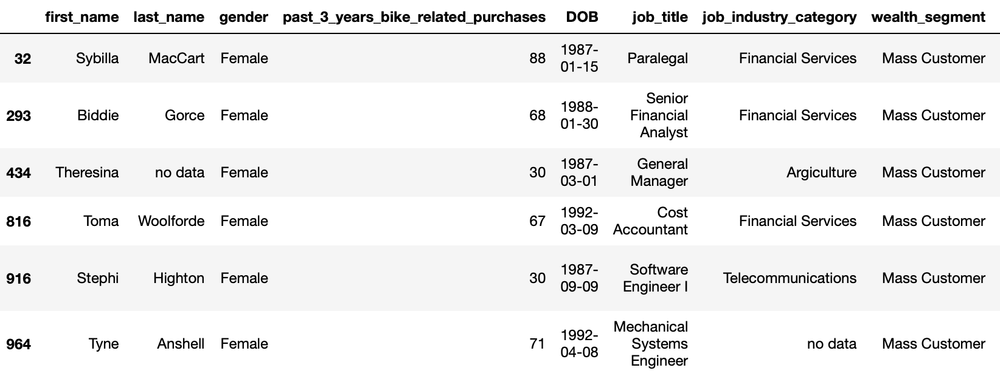 first_name last_name gender past_3_years_bike_related_purchases DOB job_title job_industry_category wealth_segment
32 Sybilla MacCart Female 88 1987-01-15 Paralegal Financial Services Mass Customer
293 Biddie Gorce Female 68 1988-01-30 Senior Financial Analyst Financial Services Mass Customer
434 Theresina no data Female 30 1987-03-01 General Manager Argiculture Mass Customer
816 Toma Woolforde Female 67 1992-03-09 Cost Accountant Financial Services Mass Customer
916 Stephi Highton Female 30 1987-09-09 Software Engineer I Telecommunications Mass Customer
964 Tyne Anshell Female 71 1992-04-08 Mechanical Systems Engineer no data Mass Customer